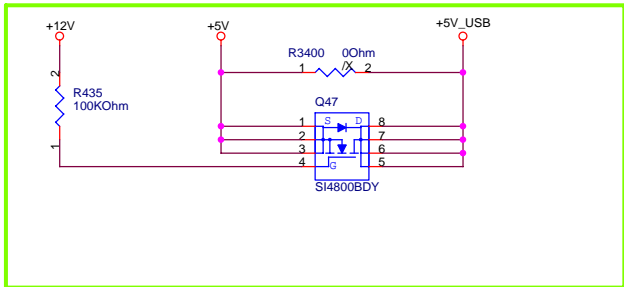 +12V
+5V
+5V_USB
R3400 0Ohm
1 /X 2
2
R435
100KOhm
1
Q47
1 S D 8
2 7
3 6
4 G 5
SI4800BDY